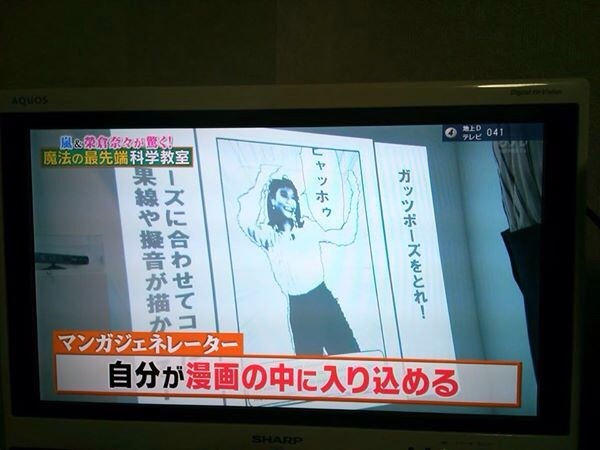 AQUOS
Digital Hi-Vision
嵐&榮倉奈々が驚ぐ!
魔法の最先端科学教室
地上D
テレビ
041
ガッツポーズをとれ!
ヒャッホゥ
ーズに合わせてコ
果線や擬音が描か
マンガジェネレーター
自分が漫画の中に入り込める
SHARP